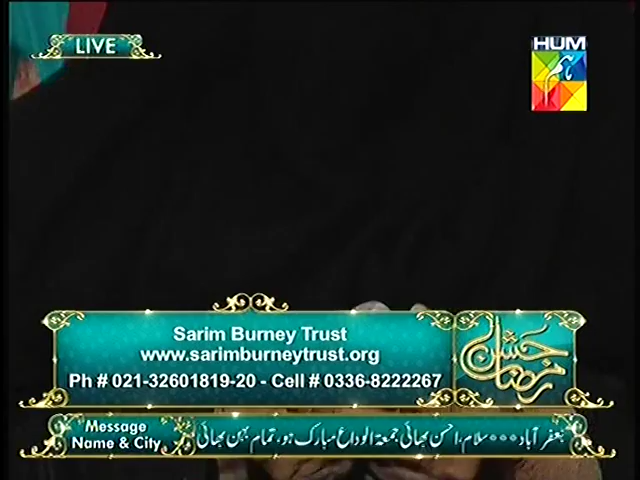 LIVE
HUM
ہم
Sarim Burney Trust
www.sarimburneytrust.org
Ph # 021-32601819-20 - Cell # 0336-8222267
جشن رمضان
Message
Name & City
جعفر آباد ۰۰۰ سلام، احسن بھائی جمعۃ الوداع مبارک ہو، تمام بہن بھائی